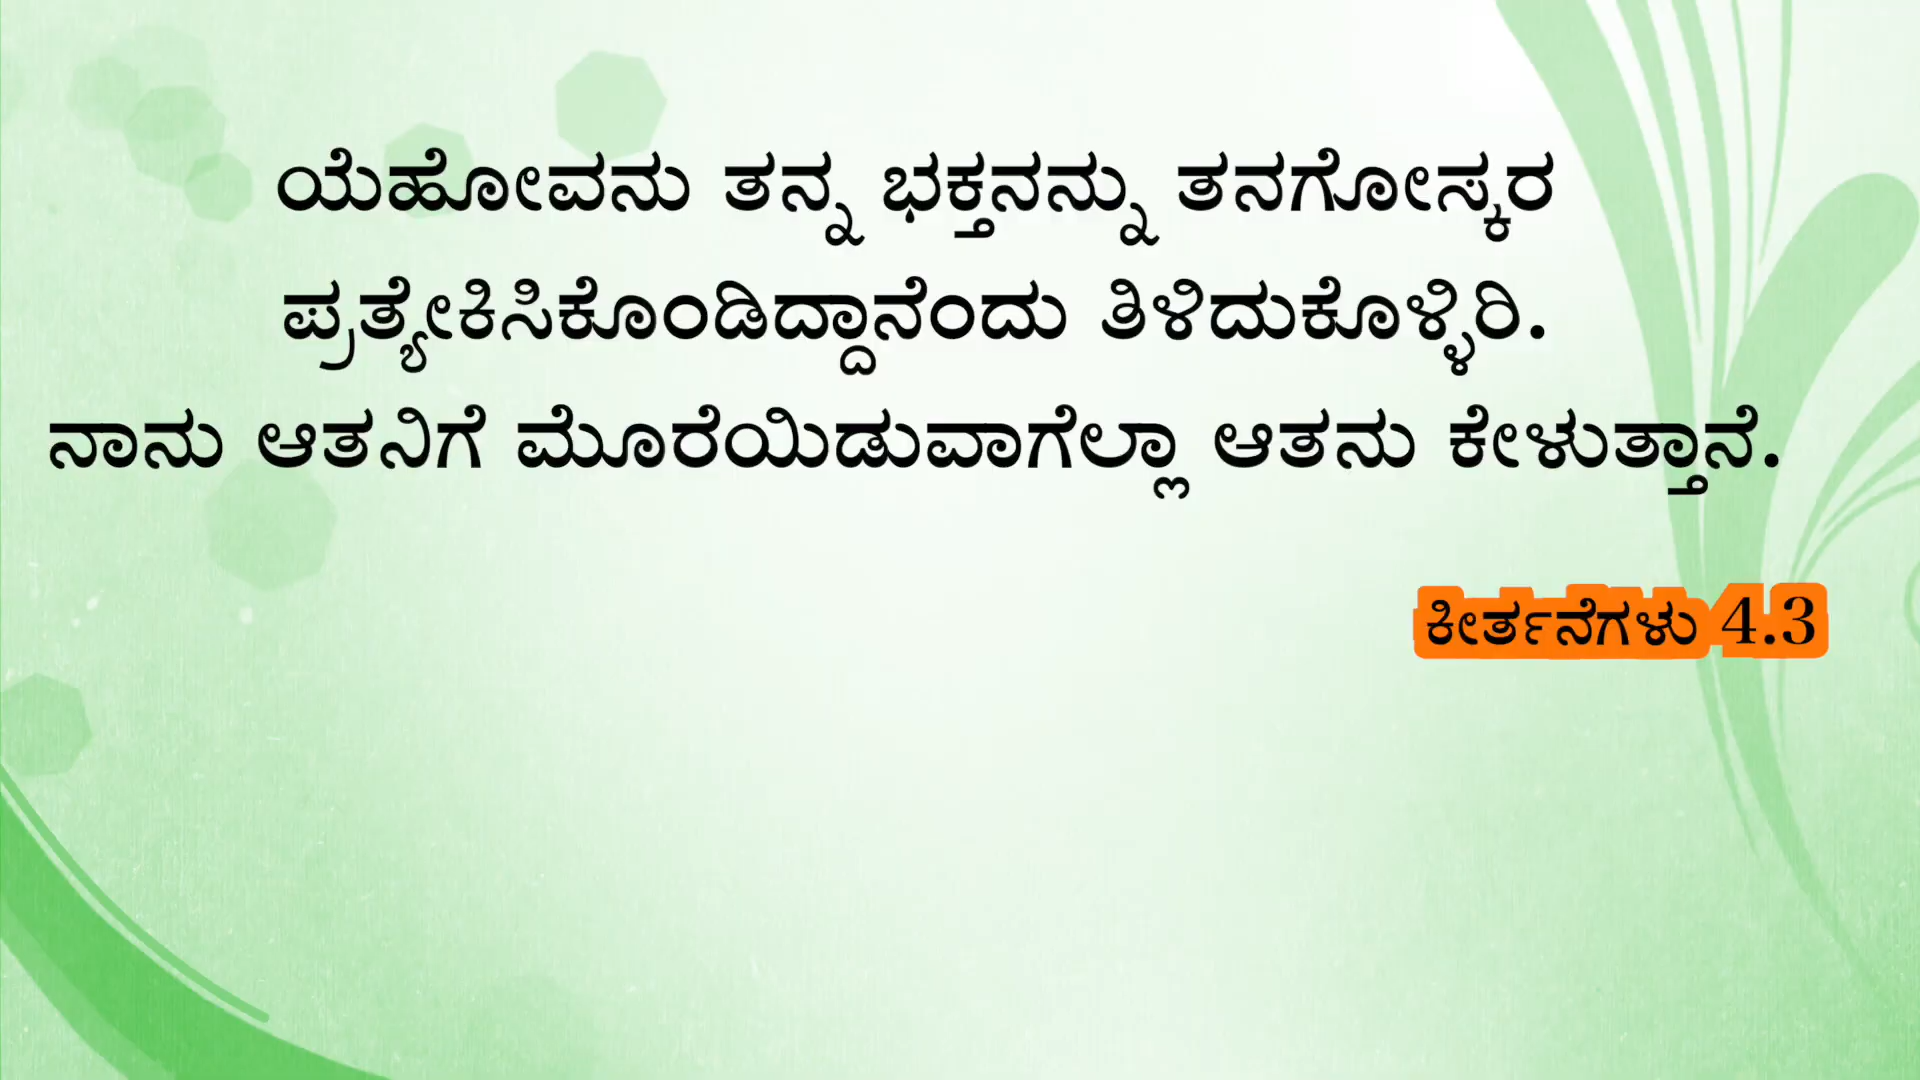 ಯೆಹೋವನು ತನ್ನ ಭಕ್ತನನ್ನು ತನಗೋಸ್ಕರ
ಪ್ರತ್ಯೇಕಿಸಿಕೊಂಡಿದ್ದಾನೆಂದು ತಿಳಿದುಕೊಳ್ಳಿರಿ.
ನಾನು ಆತನಿಗೆ ಮೊರೆಯಿಡುವಾಗೆಲ್ಲಾ ಆತನು ಕೇಳುತ್ತಾನೆ.
ಕೀರ್ತನೆಗಳು 4.3